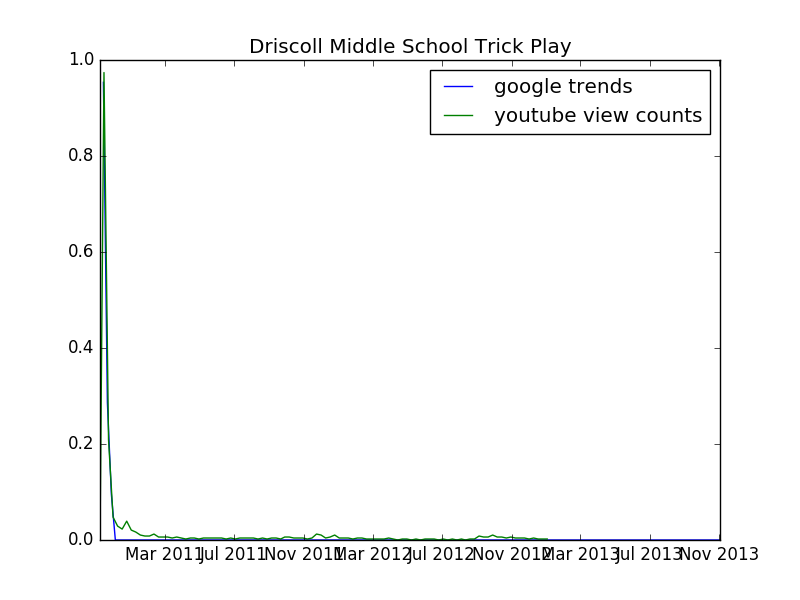 Driscoll Middle School Trick Play
google trends
youtube view counts
1.0
0.8
0.6
0.4
0.2
0.0
Mar 2011 Jul 2011 Nov 2011 Mar 2012 Jul 2012 Nov 2012 Mar 2013 Jul 2013 Nov 2013